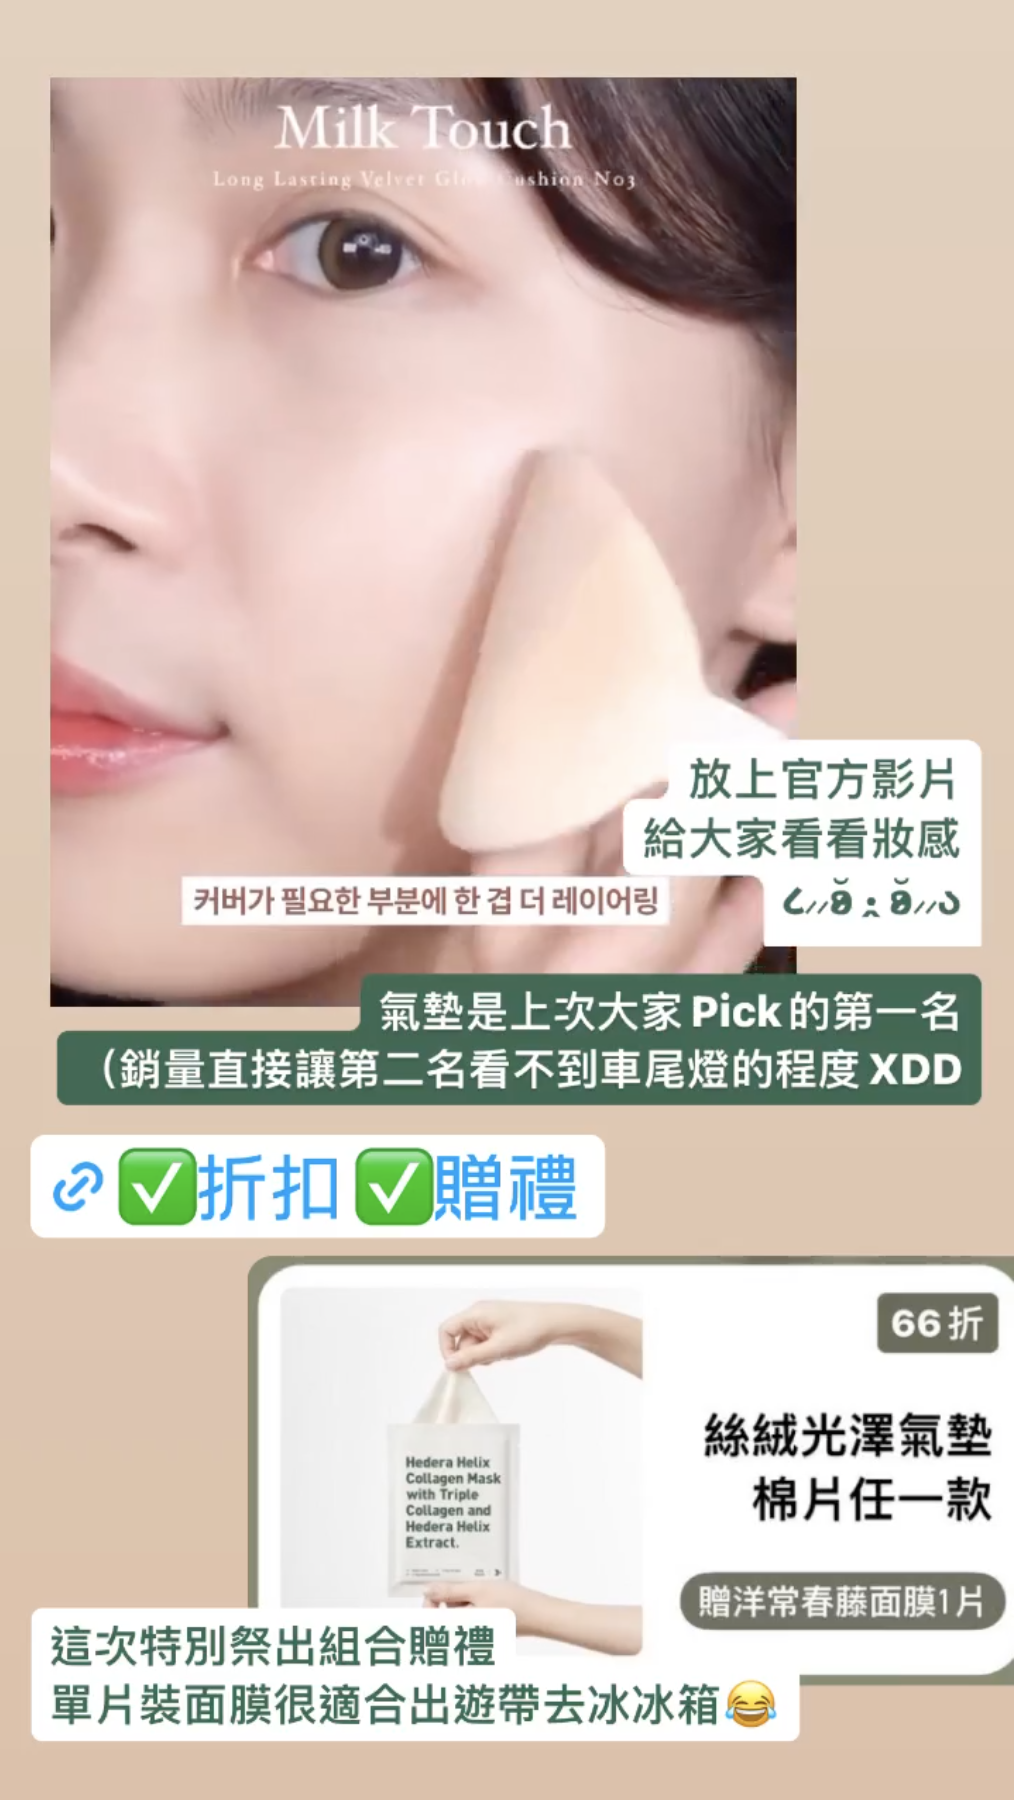 Milk Touch
Long Lasting Velvet Glow Cushion No3
放上官方影片
給大家看看妝感
커버가 필요한 부분에 한 겹 더 레이어링
氣墊是上次大家 Pick 的第一名
（銷量直接讓第二名看不到車尾燈的程度 XDD
✅折扣 ✅贈禮
66折
絲絨光澤氣墊
棉片任一款
贈洋常春藤面膜1片
Hedera Helix
Collagen Mask
with Triple
Collagen and
Hedera Helix
Extract.
這次特別祭出組合贈禮
單片裝面膜很適合出遊帶去冰冰箱😂